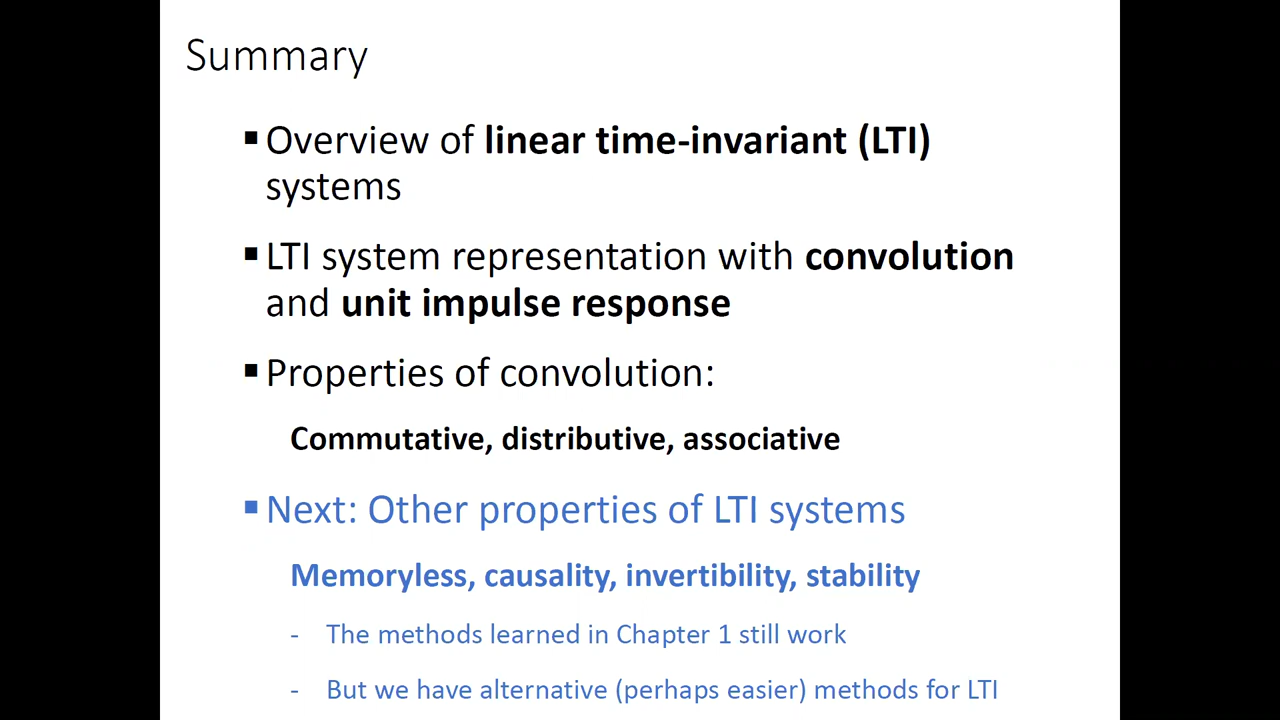 Summary
▪Overview of linear time-invariant (LTI)
systems
▪LTI system representation with convolution
and unit impulse response
▪Properties of convolution:
Commutative, distributive, associative
▪Next: Other properties of LTI systems
Memoryless, causality, invertibility, stability
- The methods learned in Chapter 1 still work
- But we have alternative (perhaps easier) methods for LTI